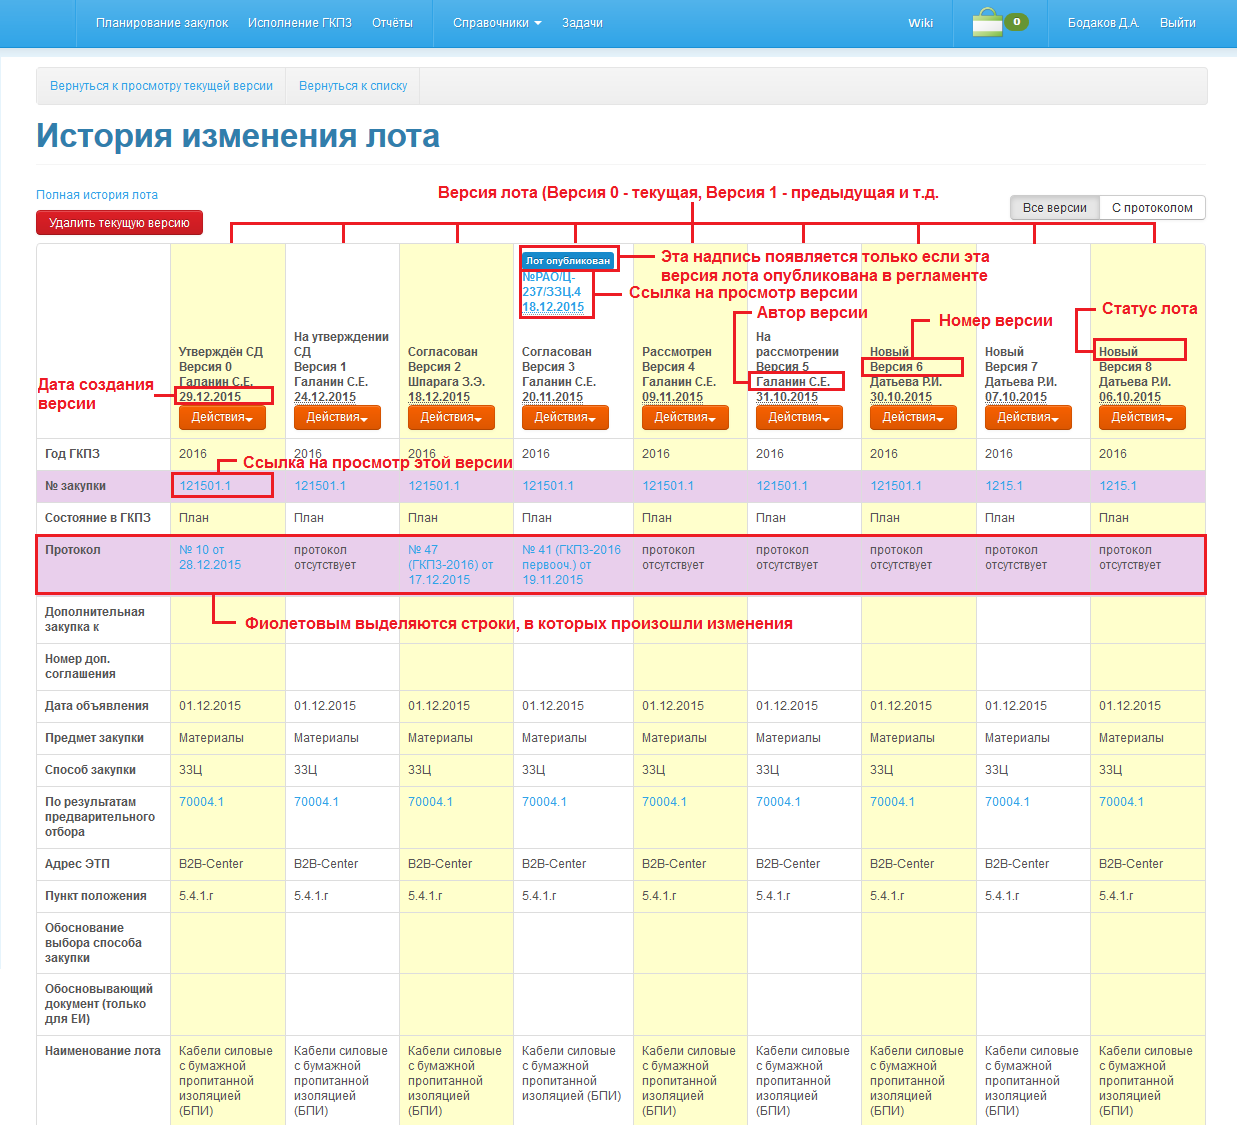 Планирование закупок Исполнение ГКПЗ Отчёты Справочники Задачи Wiki 0 Бодаков Д.А. Выйти
Вернуться к просмотру текущей версии Вернуться к списку
История изменения лота
Полная история лота
Версия лота (Версия 0 - текущая, Версия 1 - предыдущая и т.д.
Удалить текущую версию
Все версии С протоколом
Лот опубликован
№РАО/Ц-
237/ЗЗЦ.4
18.12.2015
Эта надпись появляется только если эта
версия лота опубликована в регламенте
Ссылка на просмотр версии
Автор версии
Номер версии
Статус лота
Дата создания
версии
Утверждён СД
Версия 0
Галанин С.Е.
29.12.2015
Действия
На утверждении
СД
Версия 1
Галанин С.Е.
24.12.2015
Действия
Согласован
Версия 2
Шпарага З.Э.
18.12.2015
Действия
Согласован
Версия 3
Галанин С.Е.
20.11.2015
Действия
Рассмотрен
Версия 4
Галанин С.Е.
09.11.2015
Действия
На
рассмотрении
Версия 5
Галанин С.Е.
31.10.2015
Действия
Новый
Версия 6
Датьева Р.И.
30.10.2015
Действия
Новый
Версия 7
Датьева Р.И.
07.10.2015
Действия
Новый
Версия 8
Датьева Р.И.
06.10.2015
Действия
Год ГКПЗ 2016 2016 2016 2016 2016 2016 2016 2016 2016
Ссылка на просмотр этой версии
№ закупки 121501.1 121501.1 121501.1 121501.1 121501.1 121501.1 121501.1 1215.1 1215.1
Состояние в ГКПЗ План План План План План План План План План
Протокол № 10 от протокол № 47 № 41 (ГКПЗ-2016 протокол протокол протокол протокол протокол
28.12.2015 отсутствует (ГКПЗ-2016) от первооч.) от отсутствует отсутствует отсутствует отсутствует отсутствует
17.12.2015 19.11.2015
Дополнительная
закупка к
Фиолетовым выделяются строки, в которых произошли изменения
Номер доп.
соглашения
Дата объявления 01.12.2015 01.12.2015 01.12.2015 01.12.2015 01.12.2015 01.12.2015 01.12.2015 01.12.2015 01.12.2015
Предмет закупки Материалы Материалы Материалы Материалы Материалы Материалы Материалы Материалы Материалы
Способ закупки ЗЗЦ ЗЗЦ ЗЗЦ ЗЗЦ ЗЗЦ ЗЗЦ ЗЗЦ ЗЗЦ ЗЗЦ
По результатам 70004.1 70004.1 70004.1 70004.1 70004.1 70004.1 70004.1 70004.1 70004.1
предварительного
отбора
Адрес ЭТП B2B-Center B2B-Center B2B-Center B2B-Center B2B-Center B2B-Center B2B-Center B2B-Center B2B-Center
Пункт положения 5.4.1.г 5.4.1.г 5.4.1.г 5.4.1.г 5.4.1.г 5.4.1.г 5.4.1.г 5.4.1.г 5.4.1.г
Обоснование
выбора способа
закупки
Обосновывающий
документ (только
для ЕИ)
Наименование лота Кабели силовые Кабели силовые Кабели силовые Кабели силовые Кабели силовые Кабели силовые Кабели силовые Кабели силовые Кабели силовые
с бумажной с бумажной с бумажной с бумажной с бумажной с бумажной с бумажной с бумажной с бумажной
пропитанной пропитанной пропитанной пропитанной пропитанной пропитанной пропитанной пропитанной пропитанной
изоляцией изоляцией изоляцией изоляцией (БПИ) изоляцией изоляцией изоляцией изоляцией изоляцией
(БПИ) (БПИ) (БПИ) (БПИ) (БПИ) (БПИ) (БПИ) (БПИ)